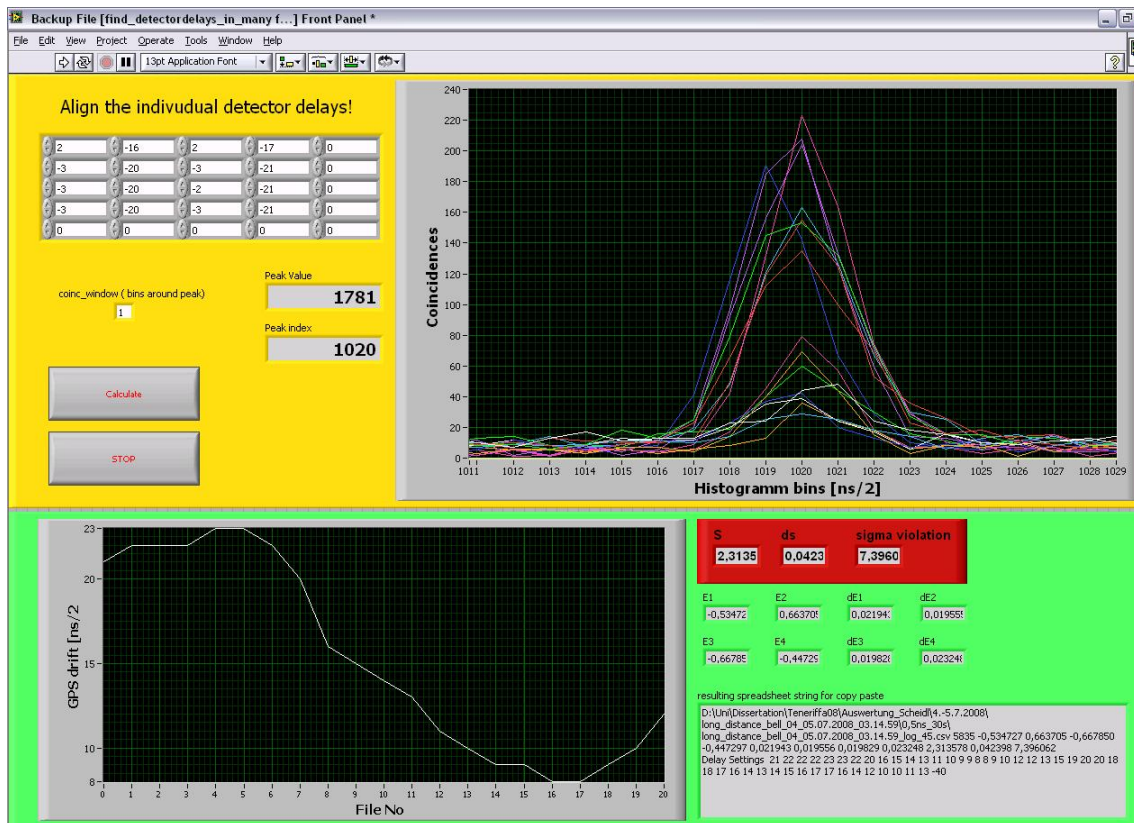 Backup File [find_detectordelays_in_many f...] Front Panel *
File Edit View Project Operate Tools Window Help
13pt Application Font
Align the indivudual detector delays!
2 -16 2 -17 0
-3 -20 -3 -21 0
-3 -20 -2 -21 0
-3 -20 -3 -21 0
0 0 0 0 0
coinc_window ( bins around peak)
1
Peak Value
1781
Peak index
1020
Calculate
STOP
Coincidences
240
220
200
180
160
140
120
100
80
60
40
20
0
1011 1012 1013 1014 1015 1016 1017 1018 1019 1020 1021 1022 1023 1024 1025 1026 1027 1028 1029
Histogramm bins [ns/2]
GPS drift [ns/2
23
20
15
10
8
0 1 2 3 4 5 6 7 8 9 10 11 12 13 14 15 16 17 18 19 20
File No
S ds sigma violation
2,3135 0,0423 7,3960
E1 E2 dE1 dE2
-0,53472 0,66370 0,02194 0,01955
E3 E4 dE3 dE4
-0,66785 -0,44729 0,01982 0,02324
resulting spreadsheet string for copy paste
D:\Uni\Dissertation\Teneriffa08\Auswertung_Scheidl\4.-5.7.2008\
long_distance_bell_04_05.07.2008_03.14.59\0,5ns_30s\
long_distance_bell_04_05.07.2008_03.14.59_log_45.csv 5835 -0,534727 0,663705 -0,667850
-0,447297 0,021943 0,019556 0,019829 0,023248 2,313578 0,042398 7,396062
Delay Settings 21 22 22 22 23 23 22 20 16 15 14 13 11 10 9 9 8 8 9 10 12 12 13 15 19 20 20 18
18 17 16 14 13 14 15 16 17 17 16 14 12 10 10 11 13 -40